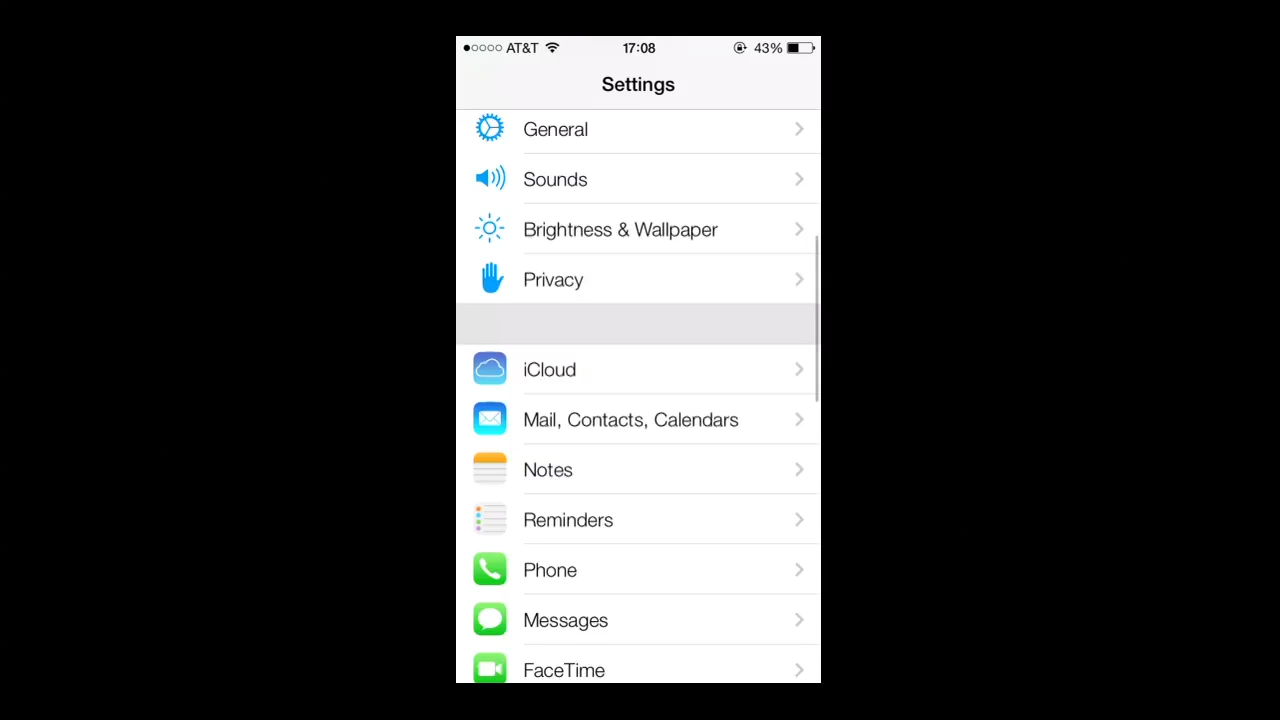 AT&T 17:08 43%
Settings
General
Sounds
Brightness & Wallpaper
Privacy
iCloud
Mail, Contacts, Calendars
Notes
Reminders
Phone
Messages
FaceTime